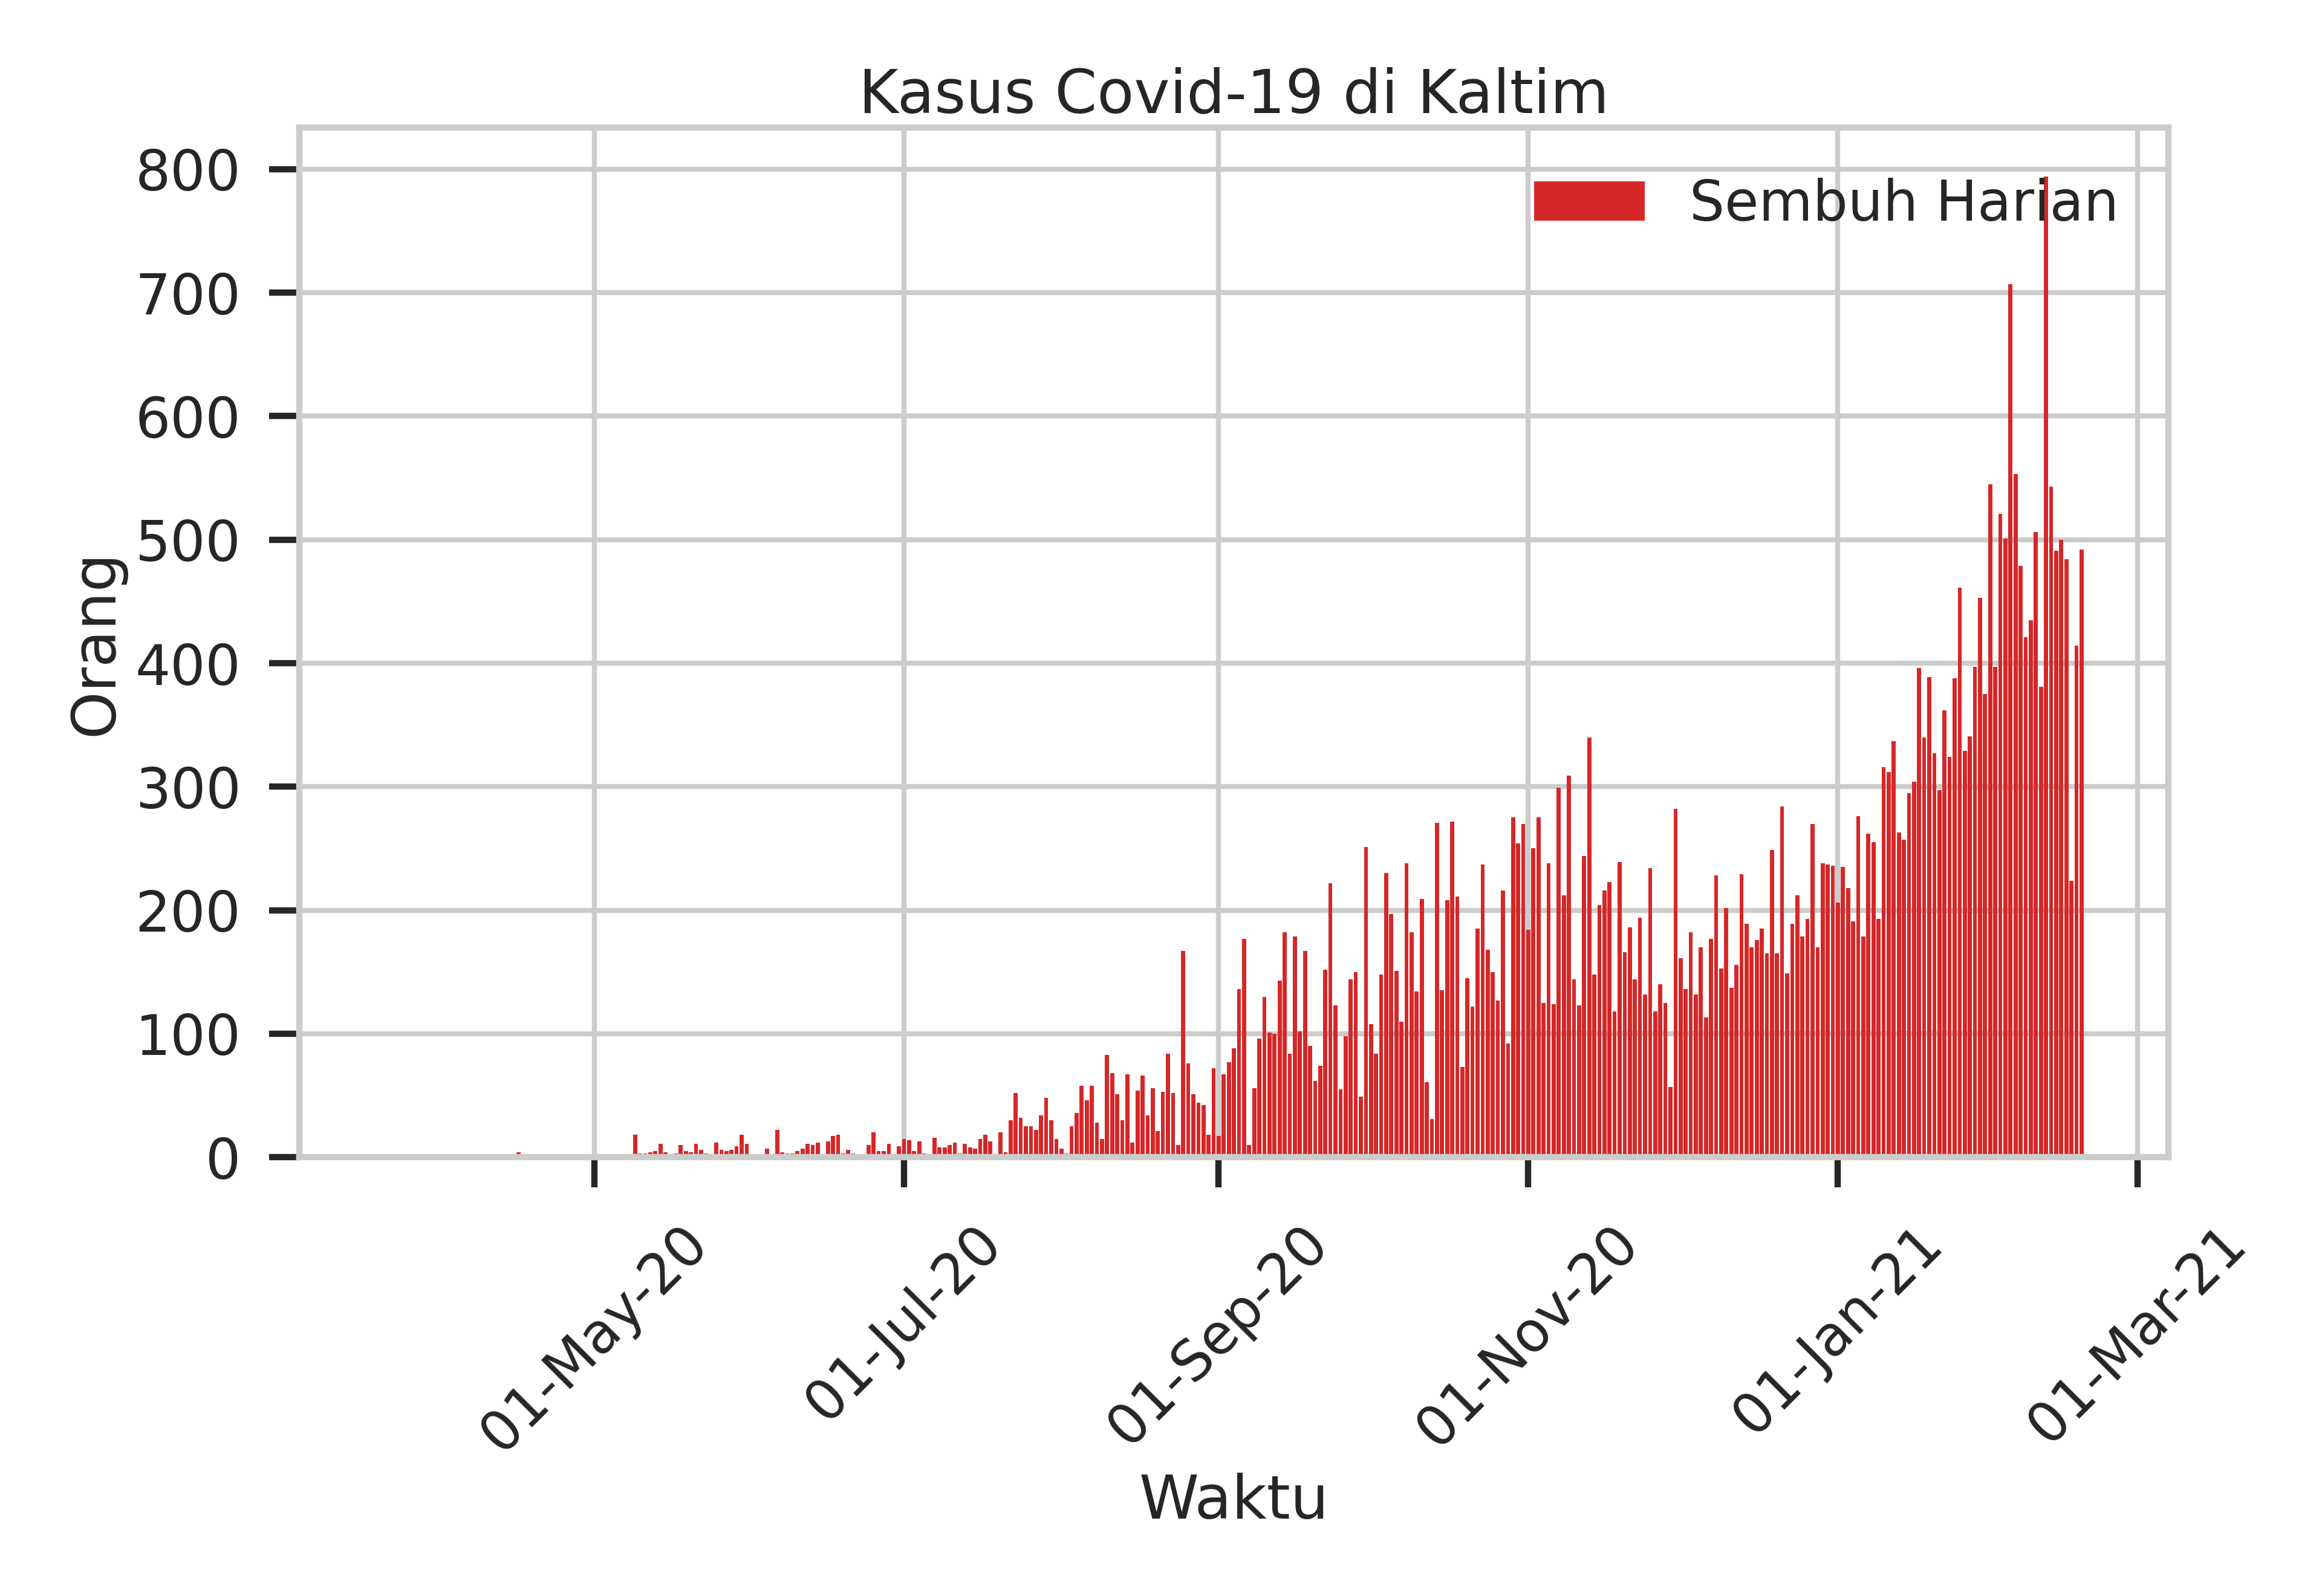 Kasus Covid-19 di Kaltim
Sembuh Harian
Orang
800
700
600
500
400
300
200
100
0
01-May-20
01-Jul-20
01-Sep-20
01-Nov-20
01-Jan-21
01-Mar-21
Waktu